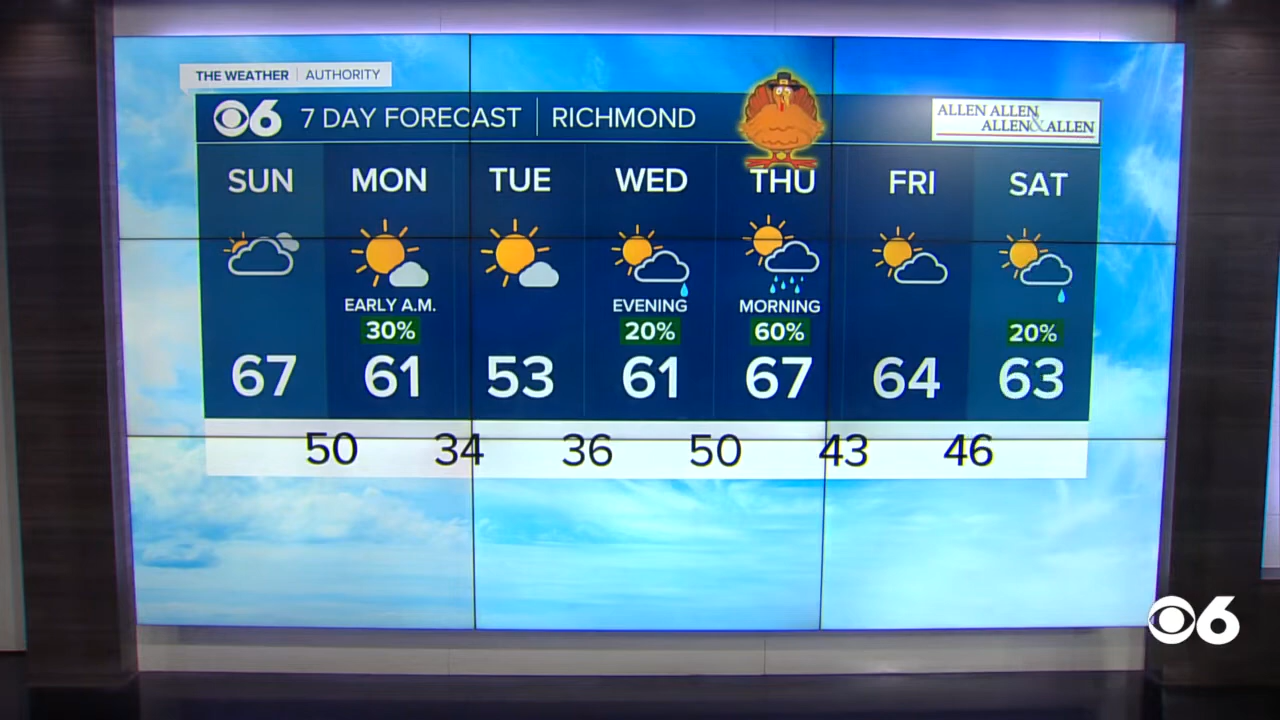 THE WEATHER | AUTHORITY
6 7 DAY FORECAST | RICHMOND
ALLEN ALLEN
ALLEN & ALLEN
SUN MON TUE WED THU FRI SAT
EARLY A.M. EVENING MORNING
30% 20% 60% 20%
67 61 53 61 67 64 63
50 34 36 50 43 46
6